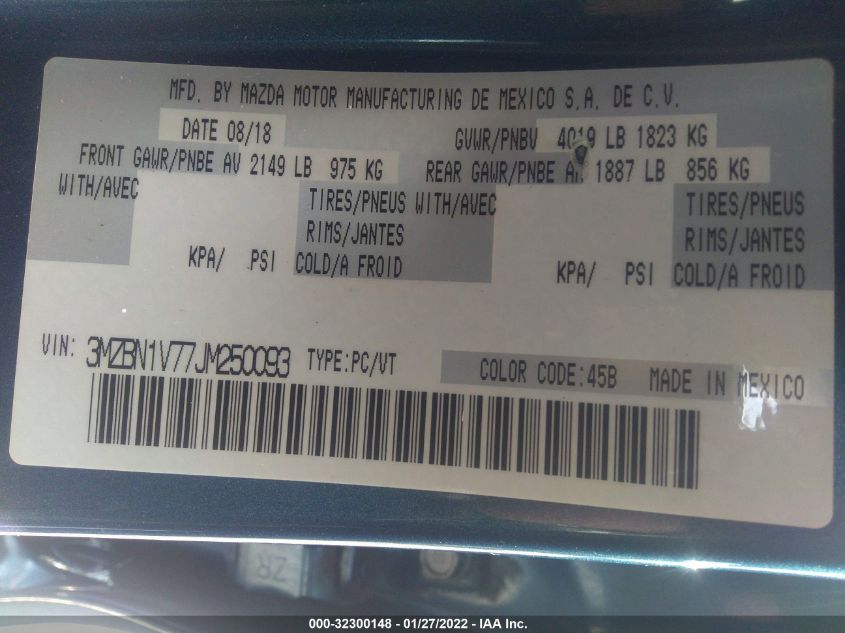 MFD. BY MAZDA MOTOR MANUFACTURING DE MEXICO S.A. DE C.V.
DATE 08/18 GVWR/PNBV 4019 LB 1823 KG
FRONT GAWR/PNBE AV 2149 LB 975 KG REAR GAWR/PNBE AR 1887 LB 856 KG
WITH/AVEC TIRES/PNEUS WITH/AVEC TIRES/PNEUS
RIMS/JANTES RIMS/JANTES
KPA/ PSI COLD/A FROID KPA/ PSI COLD/A FROID
VIN: 3MZBN1V77JM250093 TYPE:PC/VT COLOR CODE:45B MADE IN MEXICO
ZR
000-32300148 - 01/27/2022 - IAA Inc.